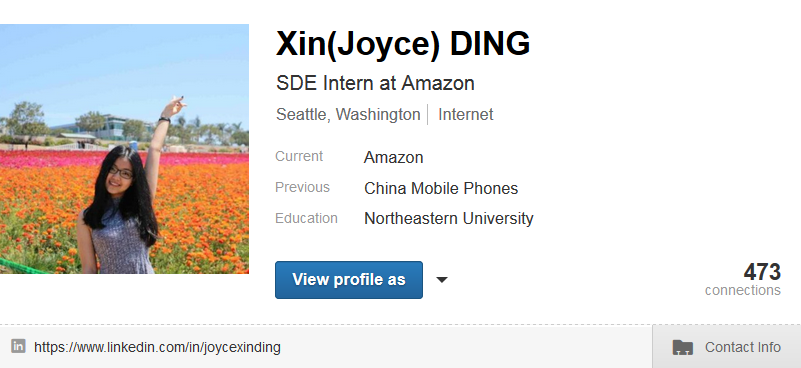 Xin(Joyce) DING
SDE Intern at Amazon
Seattle, Washington Internet
Current Amazon
Previous China Mobile Phones
Education Northeastern University
View profile as
473
connections
in https://www.linkedin.com/in/joycexinding
Contact Info